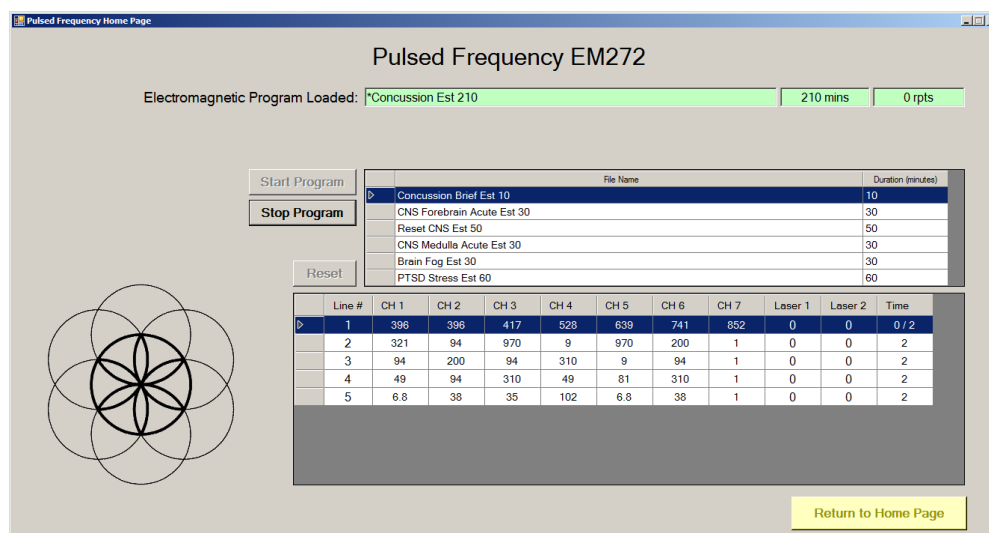 Pulsed Frequency Home Page
Pulsed Frequency EM272
Electromagnetic Program Loaded: *Concussion Est 210 210 mins 0 rpts
Start Program
Stop Program
Reset
File Name Duration (minutes)
Concussion Brief Est 10 10
CNS Forebrain Acute Est 30 30
Reset CNS Est 50 50
CNS Medulla Acute Est 30 30
Brain Fog Est 30 30
PTSD Stress Est 60 60
Line # CH 1 CH 2 CH 3 CH 4 CH 5 CH 6 CH 7 Laser 1 Laser 2 Time
1 396 396 417 528 639 741 852 0 0 0 / 2
2 321 94 970 9 970 200 1 0 0 2
3 94 200 94 310 9 94 1 0 0 2
4 49 94 310 49 81 310 1 0 0 2
5 6.8 38 35 102 6.8 38 1 0 0 2
Return to Home Page